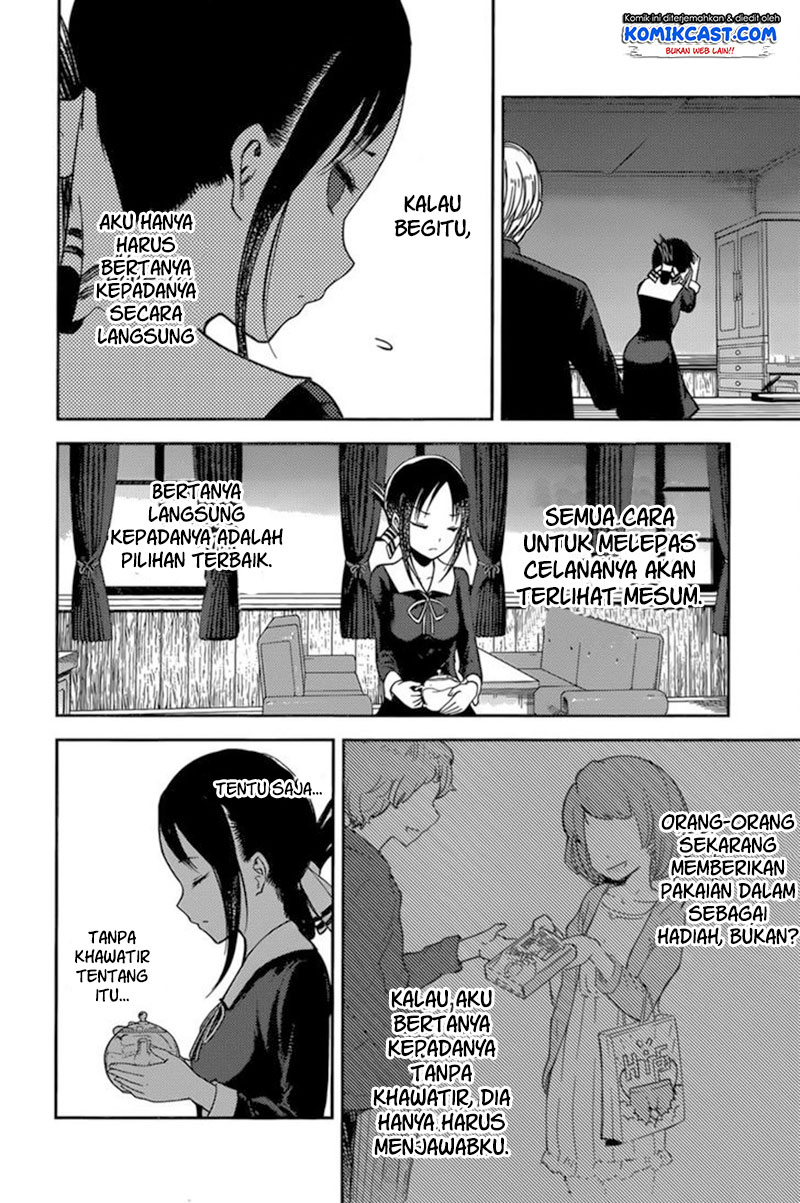 Komik ini diterjemahkan & diedit oleh
KOMIKCAST.COM
BUKAN WEB LAIN!!
KALAU
BEGITU,
AKU HANYA
HARUS
BERTANYA
KEPADANYA
SECARA
LANGSUNG
SEMUA CARA
UNTUK MELEPAS
CELANANYA AKAN
TERLIHAT MESUM.
BERTANYA
LANGSUNG
KEPADANYA ADALAH
PILIHAN TERBAIK.
ORANG-ORANG
SEKARANG
MEMBERIKAN
PAKAIAN DALAM
SEBAGAI
HADIAH, BUKAN?
KALAU AKU
BERTANYA
KEPADANYA
TANPA
KHAWATIR, DIA
HANYA HARUS
MENJAWABKU.
TENTU SAJA...
TANPA
KHAWATIR
TENTANG
ITU...